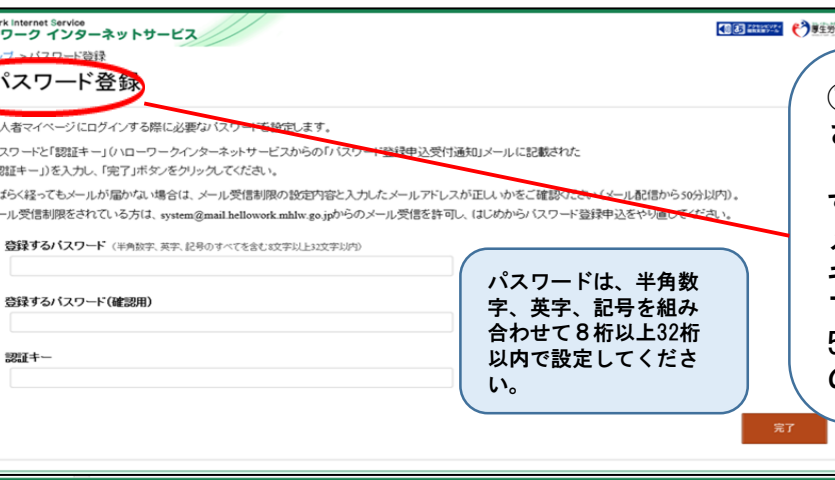 rk Internet Service
ワーク インターネットサービス
＞パスワード登録
パスワード登録
人者マイページにログインする際に必要なパスワードを設定します。
スワードと「認証キー」(ハローワークインターネットサービスからの「パスワード登録申込受付通知」メールに記載された
認証キー」)を入力し、「完了」ボタンをクリックしてください。
ばらく経ってもメールが届かない場合は、メール受信制限の設定内容と入力したメールアドレスが正しいかをご確認ください(メール配信から50分以内)。
ール受信制限をされている方は、system@mail.hellowork.mhlw.go.jpからのメール受信を許可し、はじめからパスワード登録申込をやり直してください。
登録するパスワード (半角数字、英字、記号のすべてを含む8文字以上32文字以内)
登録するパスワード(確認用)
認証キー
パスワードは、半角数
字、英字、記号を組み
合わせて８桁以上32桁
以内で設定してくださ
い。
完了